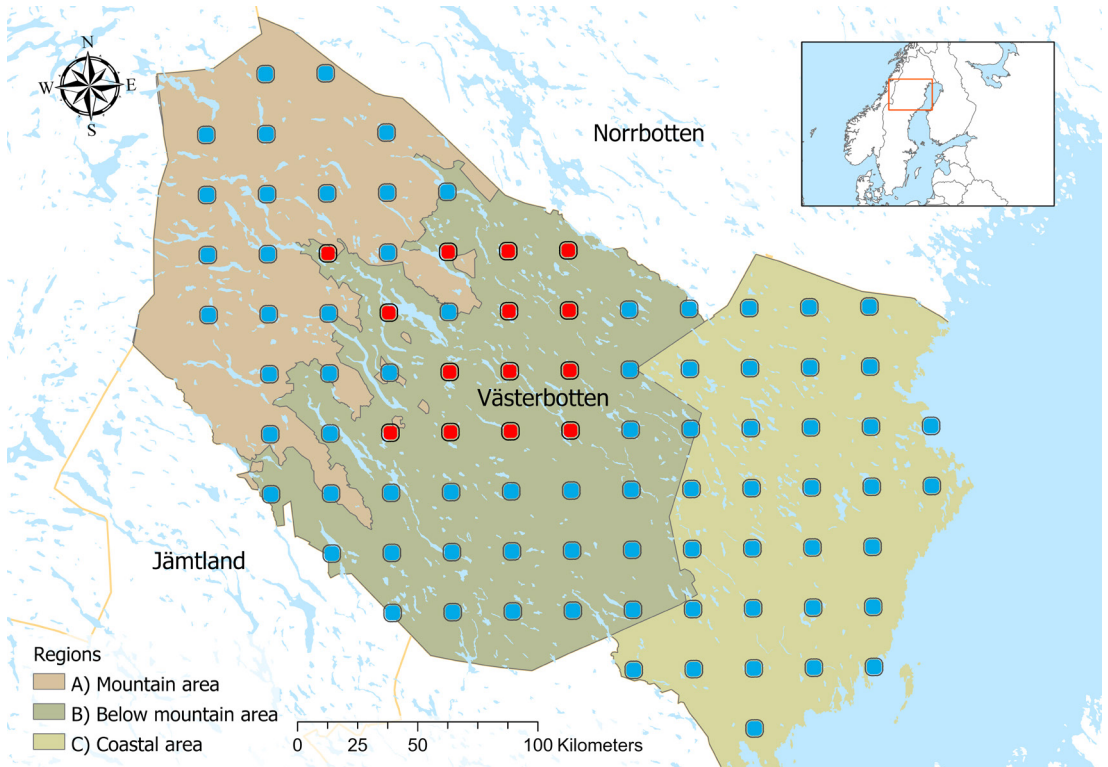 N
W
E
S
Norrbotten
Västerbotten
Jämtland
Regions
A) Mountain area
B) Below mountain area
C) Coastal area
0 25 50 100 Kilometers